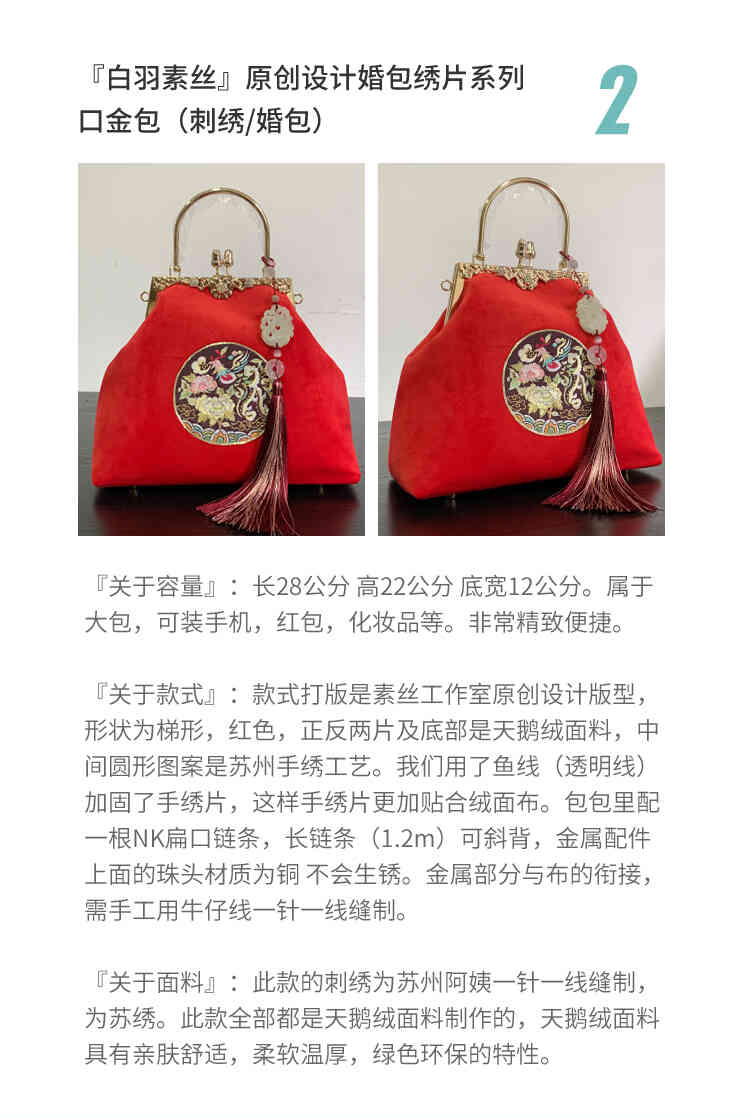 『白羽素丝』原创设计婚包绣片系列
口金包（刺绣/婚包）
2
『关于容量』：长28公分 高22公分 底宽12公分。属于
大包，可装手机，红包，化妆品等。非常精致便捷。
『关于款式』：款式打版是素丝工作室原创设计版型，
形状为梯形，红色，正反两片及底部是天鹅绒面料，中
间圆形图案是苏州手绣工艺。我们用了鱼线（透明线）
加固了手绣片，这样手绣片更加贴合绒面布。包包里配
一根NK扁口链条，长链条（1.2m）可斜背，金属配件
上面的珠头材质为铜 不会生锈。金属部分与布的衔接，
需手工用牛仔线一针一线缝制。
『关于面料』：此款的刺绣为苏州阿姨一针一线缝制，
为苏绣。此款全部都是天鹅绒面料制作的，天鹅绒面料
具有亲肤舒适，柔软温厚，绿色环保的特性。